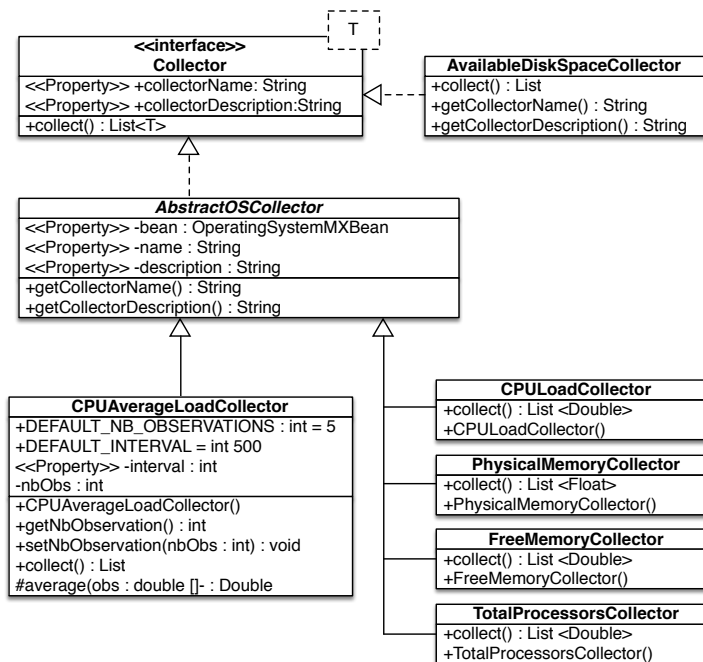 T
<<interface>>
Collector
<<Property>> +collectorName: String
<<Property>> +collectorDescription:String
+collect() : List<T>
AvailableDiskSpaceCollector
+collect() : List
+getCollectorName() : String
+getCollectorDescription() : String
AbstractOSCollector
<<Property>> -bean : OperatingSystemMXBean
<<Property>> -name : String
<<Property>> -description : String
+getCollectorName() : String
+getCollectorDescription() : String
CPUAverageLoadCollector
+DEFAULT_NB_OBSERVATIONS : int = 5
+DEFAULT_INTERVAL = int 500
<<Property>> -interval : int
-nbObs : int
+CPUAverageLoadCollector()
+getNbObservation() : int
+setNbObservation(nbObs : int) : void
+collect() : List
#average(obs : double []- : Double
CPULoadCollector
+collect() : List <Double>
+CPULoadCollector()
PhysicalMemoryCollector
+collect() : List <Float>
+PhysicalMemoryCollector()
FreeMemoryCollector
+collect() : List <Double>
+FreeMemoryCollector()
TotalProcessorsCollector
+collect() : List <Double>
+TotalProcessorsCollector()